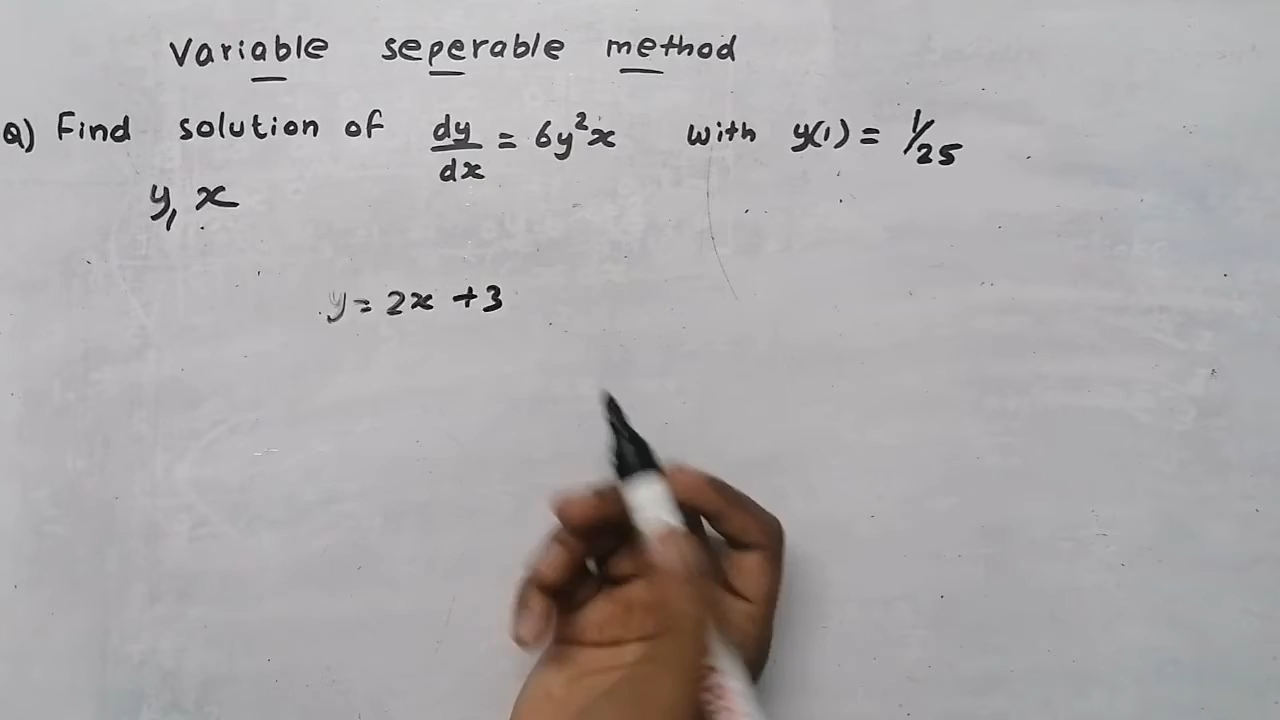 Variable seperable method
Q) Find solution of dy/dx = 6y²x with y(1) = 1/25
y, x
y = 2x + 3